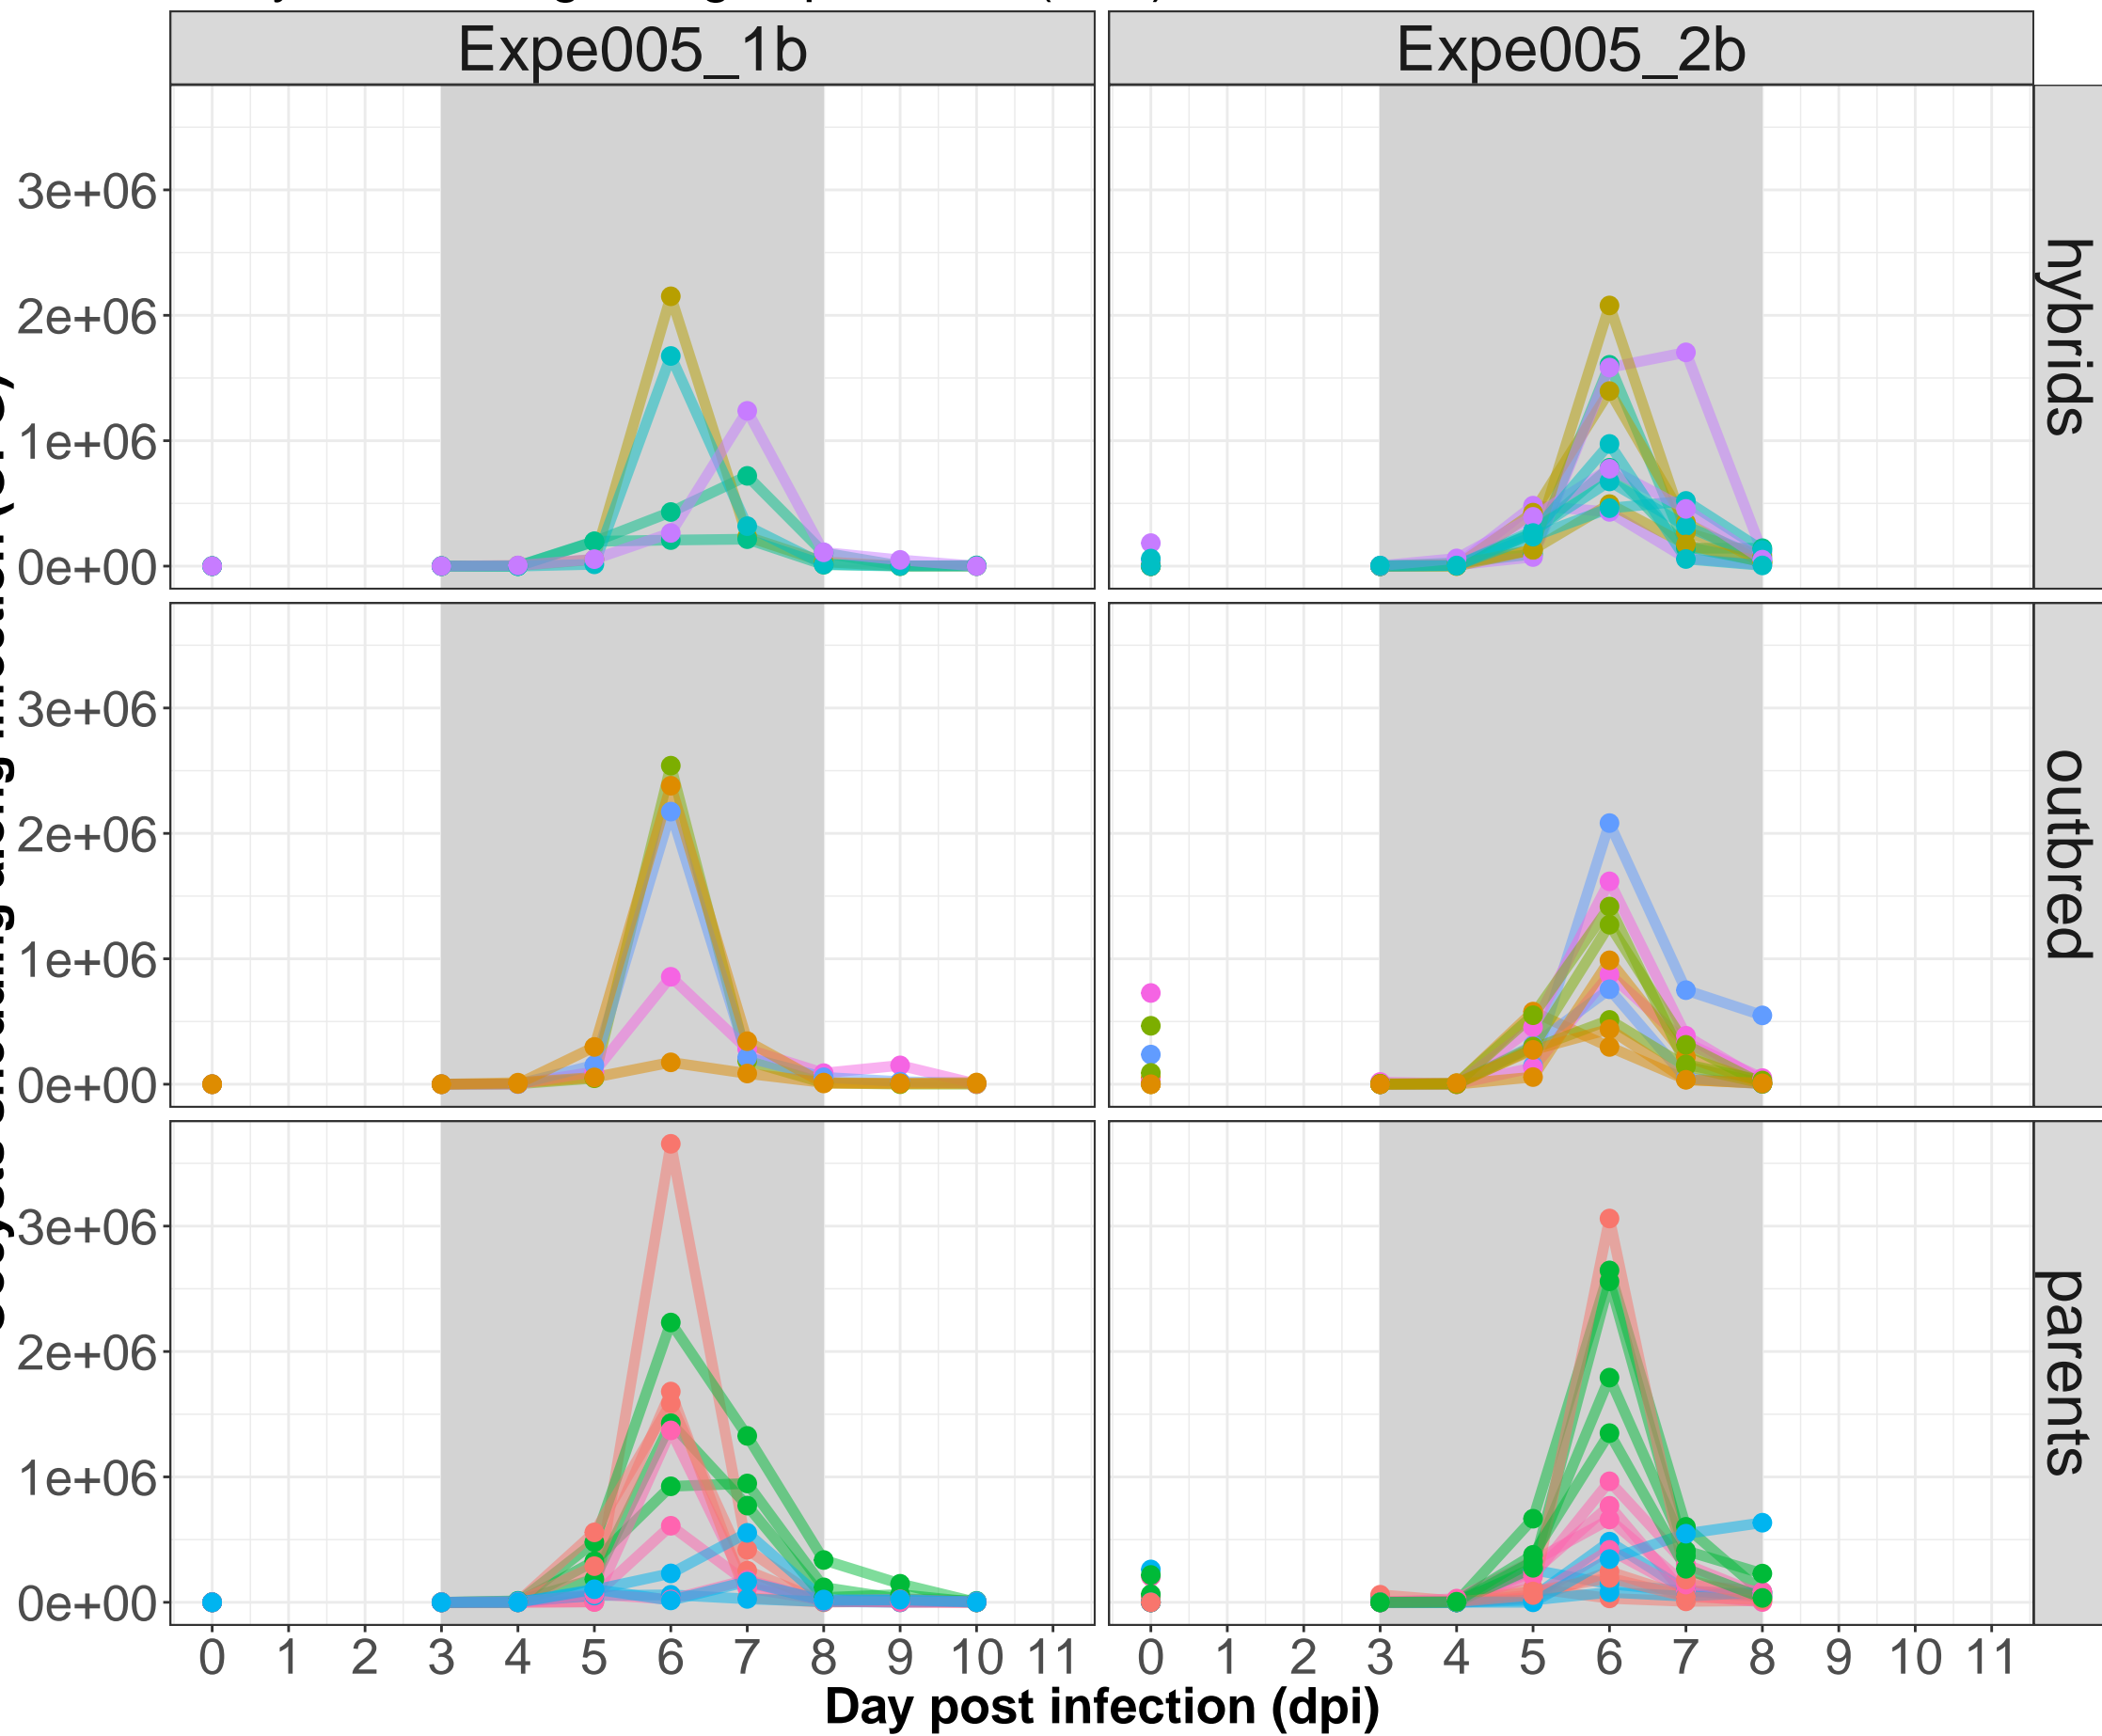 Expe005_1b
Expe005_2b
3e+06
2e+06
1e+06
0e+00
hybrids
3e+06
2e+06
1e+06
0e+00
outbred
3e+06
2e+06
1e+06
0e+00
parents
0 1 2 3 4 5 6 7 8 9 10 11
0 1 2 3 4 5 6 7 8 9 10 11
Day post infection (dpi)